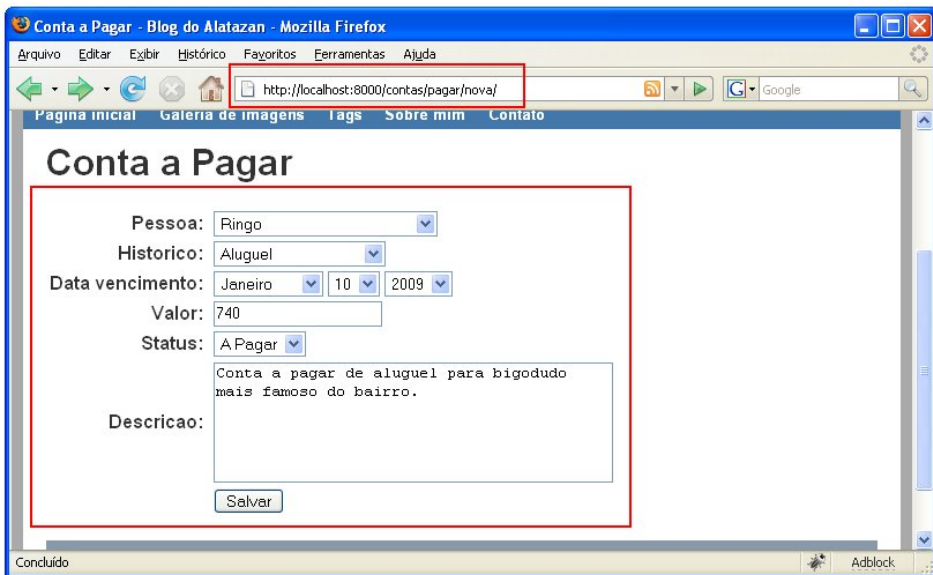 Conta a Pagar - Blog do Alatazan - Mozilla Firefox
Arquivo Editar Exibir Histórico Favoritos Ferramentas Ajuda
http://localhost:8000/contas/pagar/nova/
G Google
Pagina inicial Galeria de imagens Tags Sobre mim Contato
Conta a Pagar
Pessoa: Ringo
Historico: Aluguel
Data vencimento: Janeiro 10 2009
Valor: 740
Status: A Pagar
Descricao: Conta a pagar de aluguel para bigodudo
mais famoso do bairro.
Salvar
Concluído Adblock